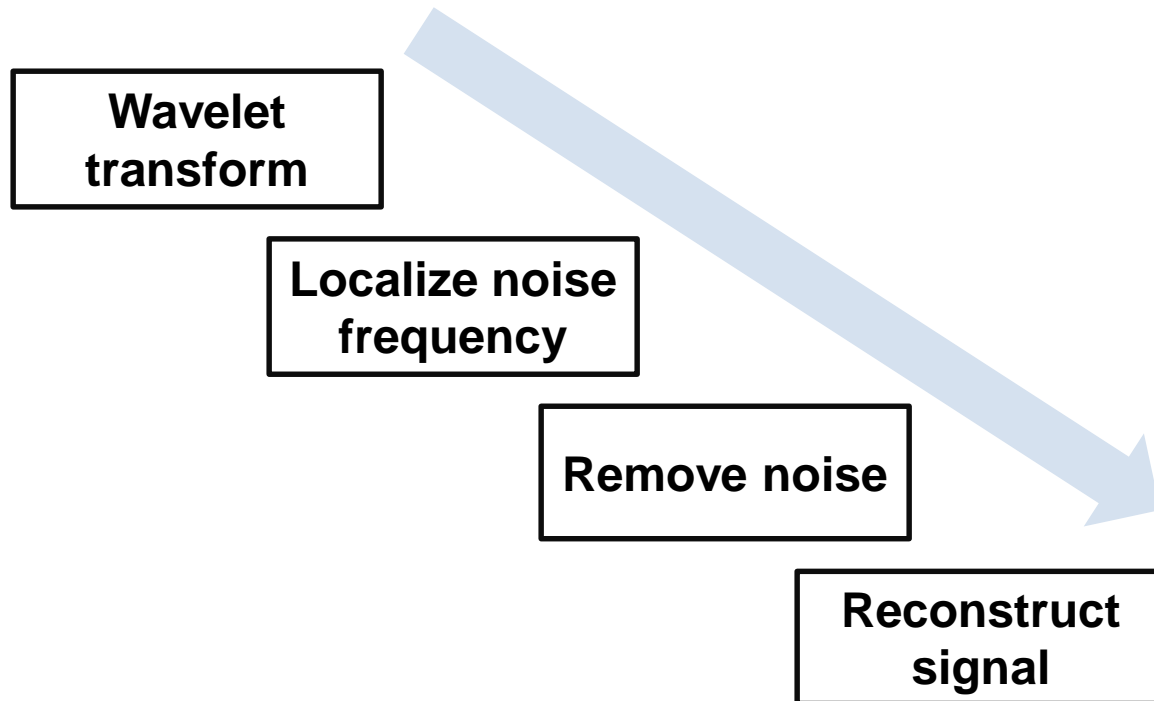 Wavelet
transform
Localize noise
frequency
Remove noise
Reconstruct
signal